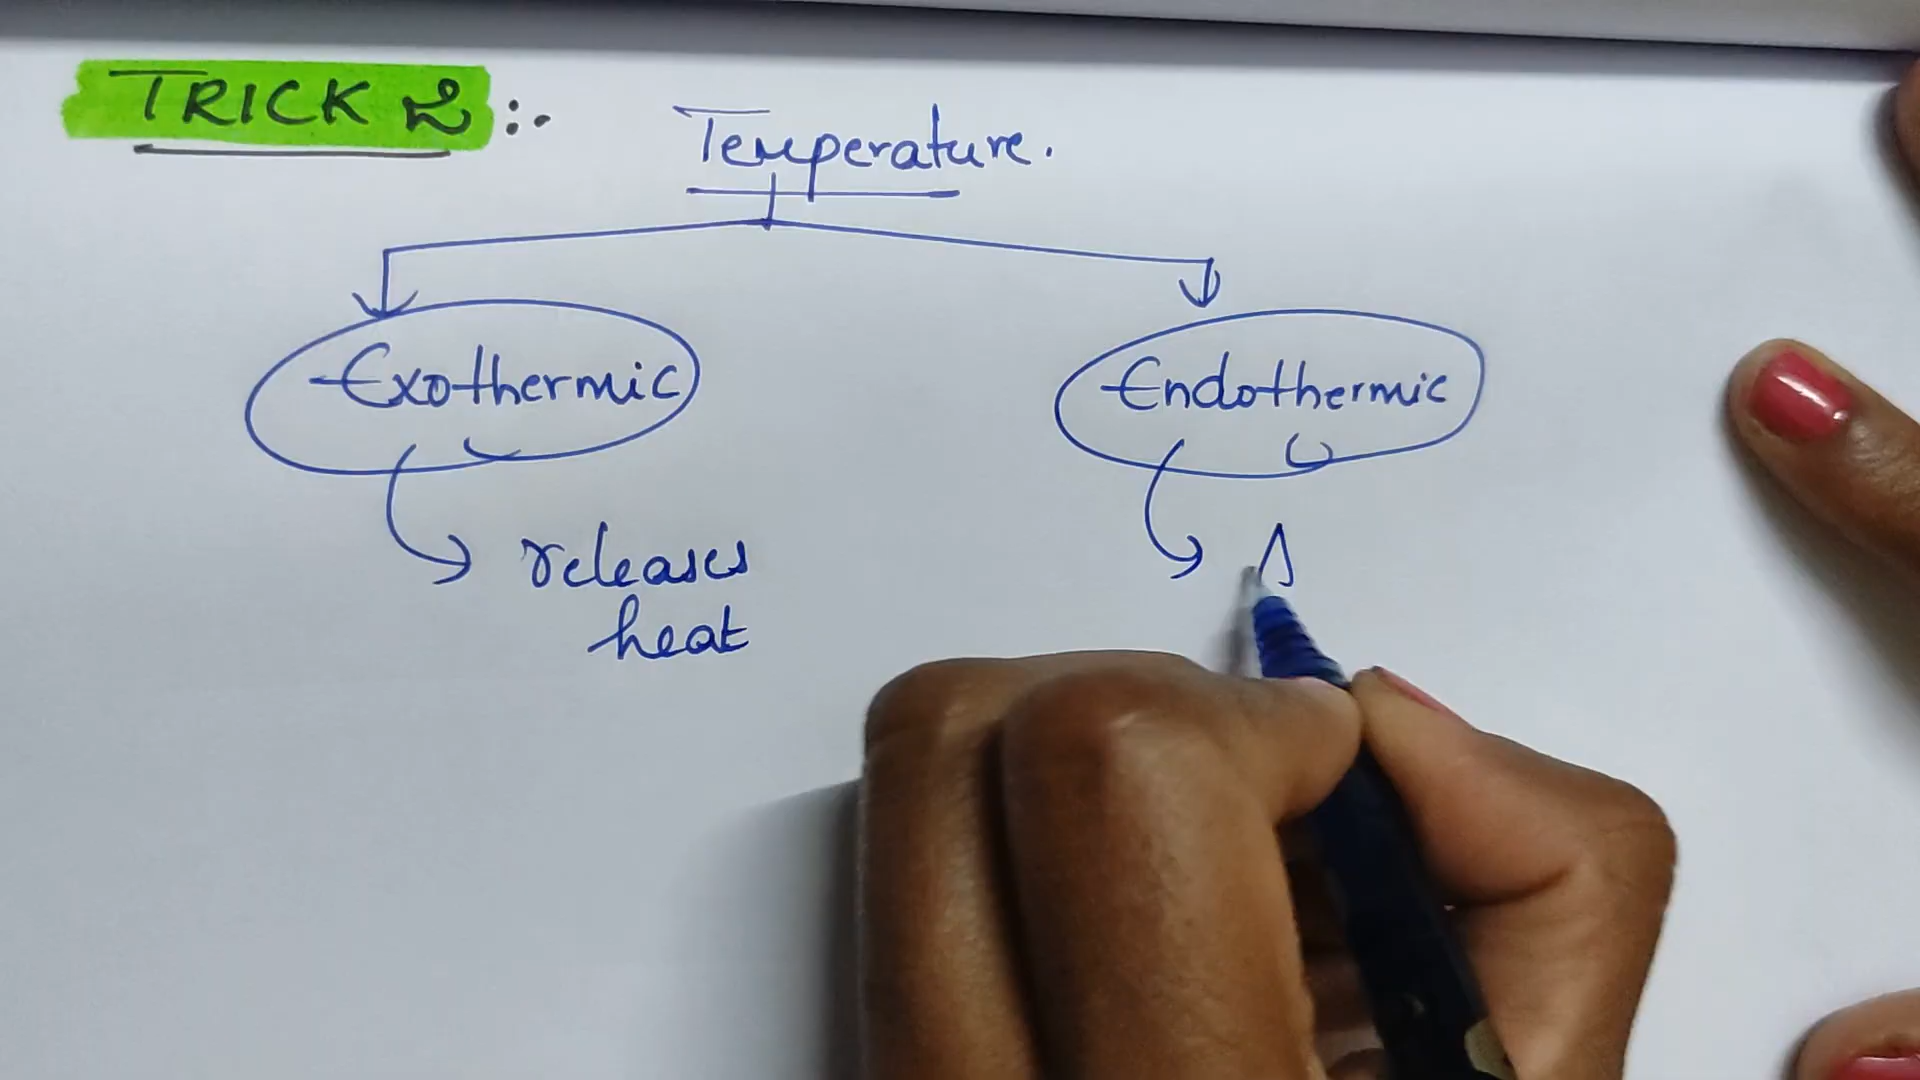 TRICK 2 :-
Temperature.
Exothermic
Endothermic
releases
heat
A